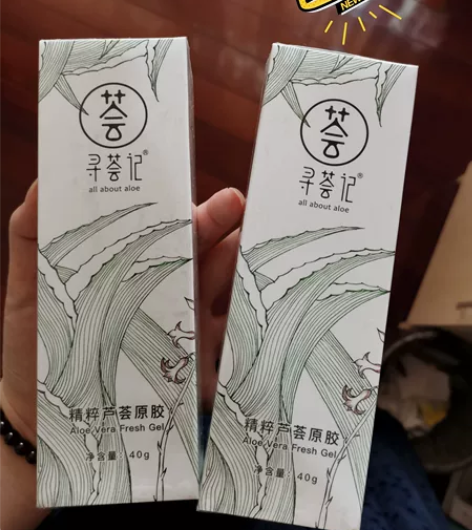 荟
寻荟记®
all about aloe
精粹芦荟原胶
Aloe Vera Fresh Gel
净含量：40g
荟
寻荟记®
all about aloe
精粹芦荟原胶
Aloe Vera Fresh Gel
净含量：40g
NEW